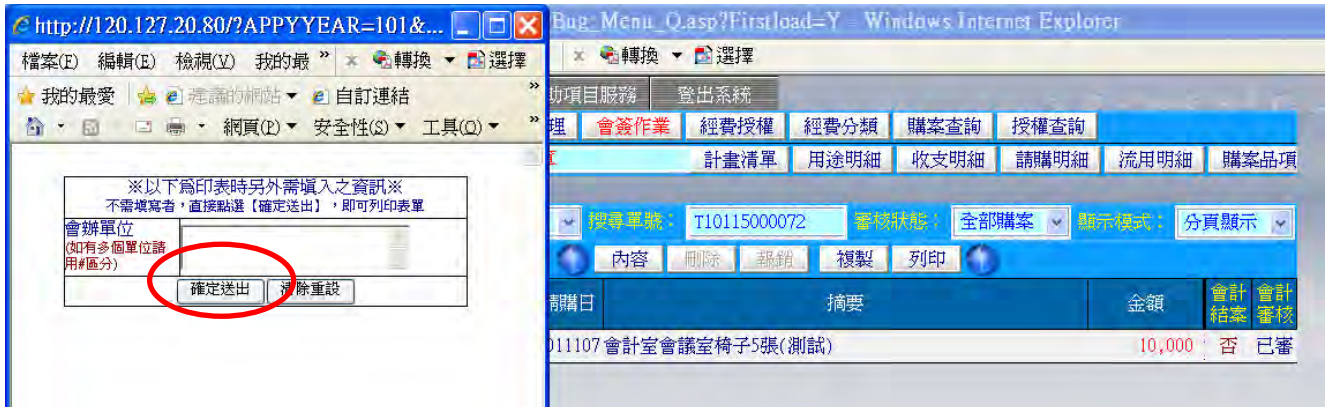 http://120.127.20.80/?APPYYEAR=101&...
檔案(F) 編輯(E) 檢視(V) 我的最 » × 轉換 ▼ 選擇
我的最愛 建議的網站 ▼ 自訂連結 »
網頁(P) ▼ 安全性(S) ▼ 工具(O) ▼ »
※以下為印表時另外需填入之資訊※
不需填寫者，直接點選【確定送出】，即可列印表單
會辦單位
(如有多個單位請
用#區分)
確定送出 清除重設
Bug_Menu_Q.asp?Firstload=Y - Windows Internet Explorer
× 轉換 ▼ 選擇
助項目服務 登出系統
理 會簽作業 經費授權 經費分類 購案查詢 授權查詢
計畫清單 用途明細 收支明細 請購明細 流用明細 購案品項
搜尋單號： T10115000072 審核狀態： 全部購案 顯示模式： 分頁顯示
內容 刪除 報銷 複製 列印
請購日 摘要 金額 會計結案 會計審核
011107 會計室會議室椅子5張(測試) 10,000 否 已審